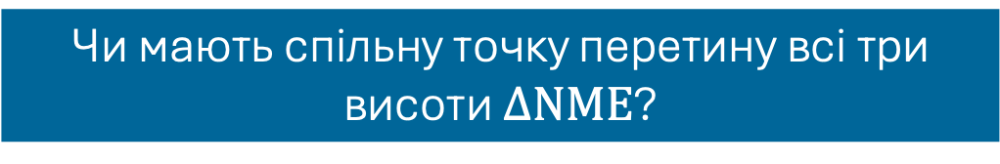 Чи мають спільну точку перетину всі три
висоти ΔNME?